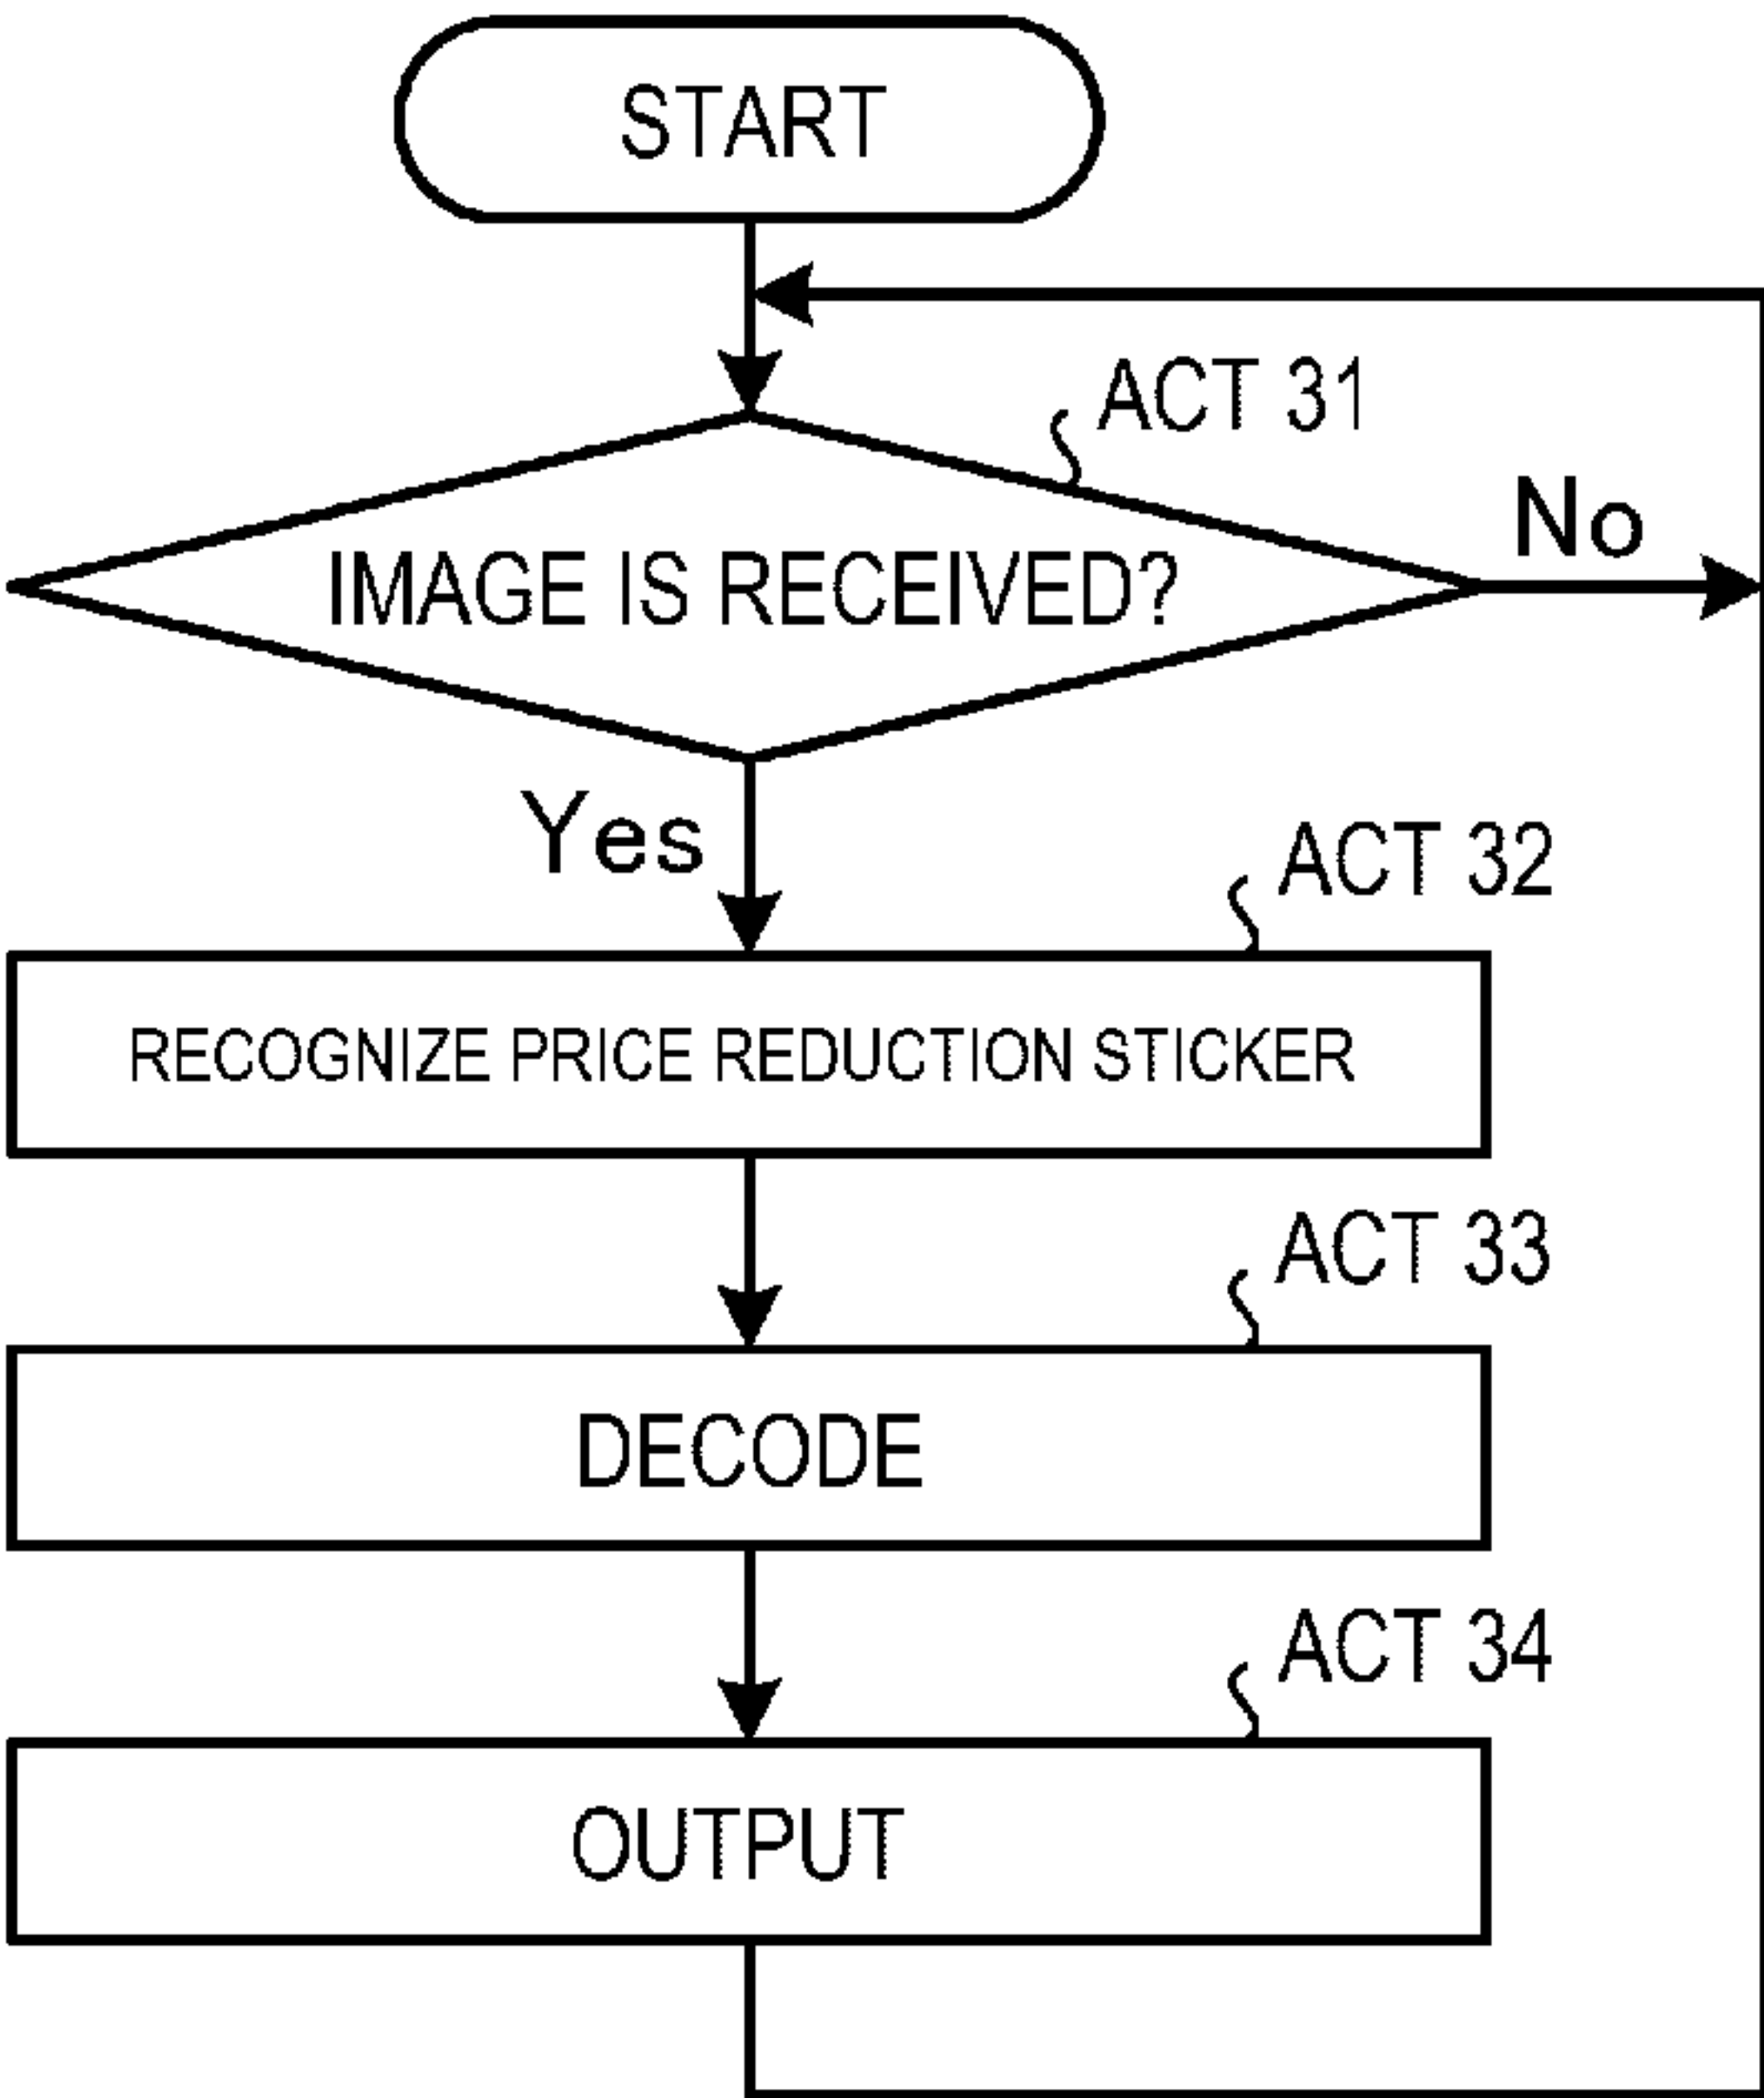 START
ACT 31
IMAGE IS RECEIVED?
No
Yes
ACT 32
RECOGNIZE PRICE REDUCTION STICKER
ACT 33
DECODE
ACT 34
OUTPUT